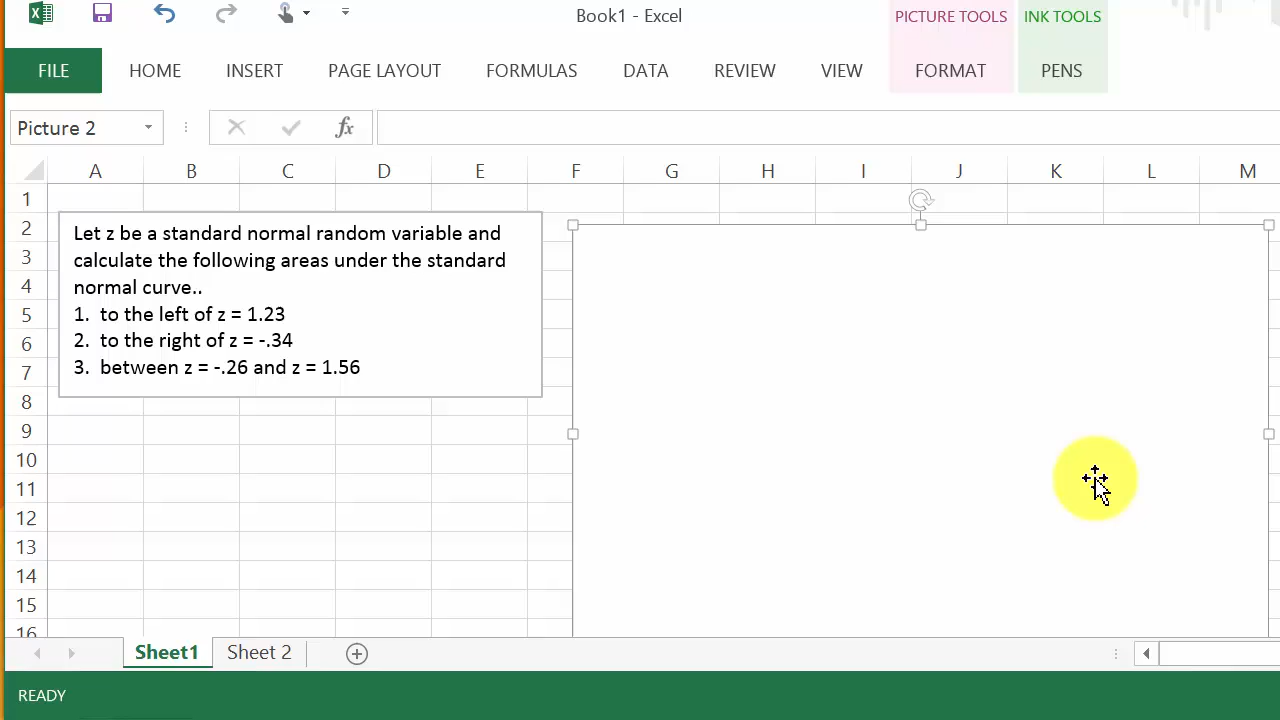 Book1 - Excel
PICTURE TOOLS
INK TOOLS
FILE
HOME
INSERT
PAGE LAYOUT
FORMULAS
DATA
REVIEW
VIEW
FORMAT
PENS
Picture 2
fx
A B C D E F G H I J K L M
1
2
3
4
5
6
7
8
9
10
11
12
13
14
15
16
Let z be a standard normal random variable and
calculate the following areas under the standard
normal curve..
1. to the left of z = 1.23
2. to the right of z = -.34
3. between z = -.26 and z = 1.56
Sheet1
Sheet 2
READY